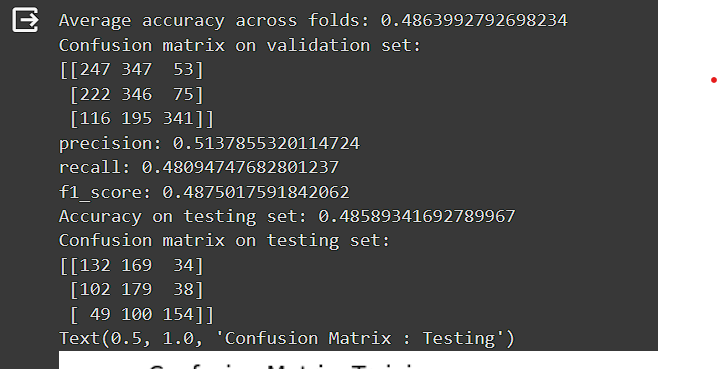 Average accuracy across folds: 0.4863992792698234
Confusion matrix on validation set:
[[247 347  53]
 [222 346  75]
 [116 195 341]]
precision: 0.5137855320114724
recall: 0.48094747682801237
f1_score: 0.4875017591842062
Accuracy on testing set: 0.48589341692789967
Confusion matrix on testing set:
[[132 169  34]
 [102 179  38]
 [ 49 100 154]]
Text(0.5, 1.0, 'Confusion Matrix : Testing')